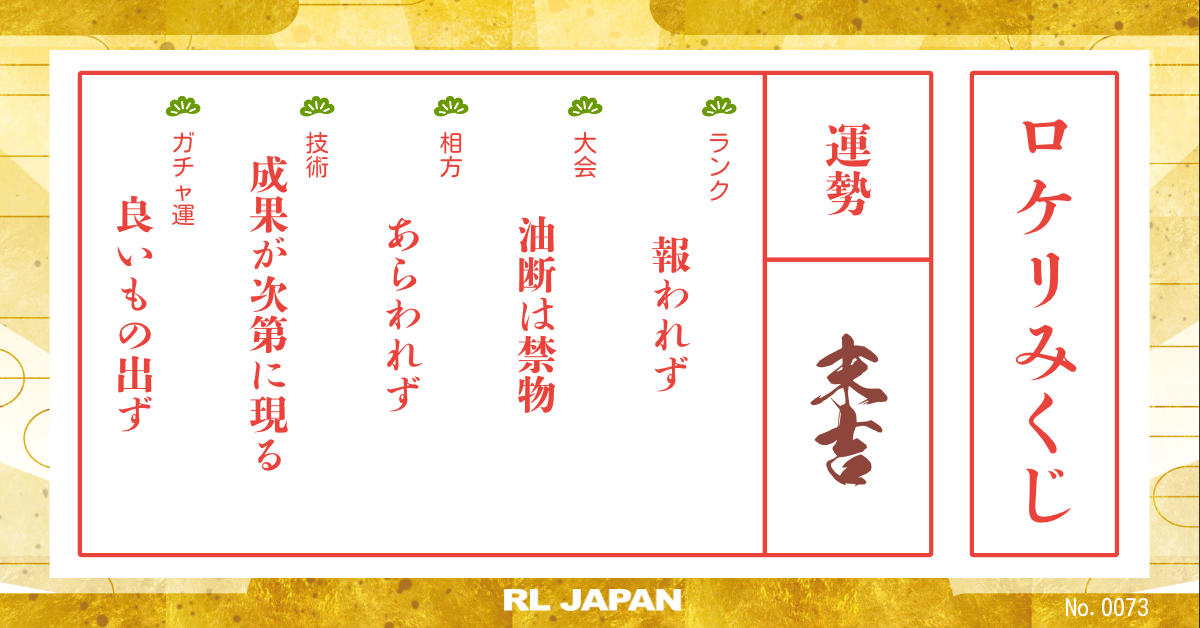 ロケリみくじ
運勢
末吉
ランク
報われず
大会
油断は禁物
相方
あらわれず
技術
成果が次第に現る
ガチャ運
良いもの出ず
RL JAPAN
No.0073